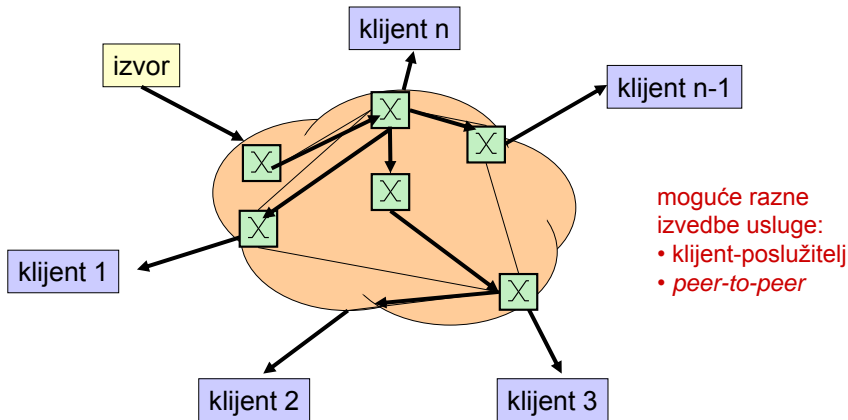 klijent n
izvor
klijent n-1
moguće razne
izvedbe usluge:
• klijent-poslužitelj
• peer-to-peer
klijent 1
klijent 2
klijent 3